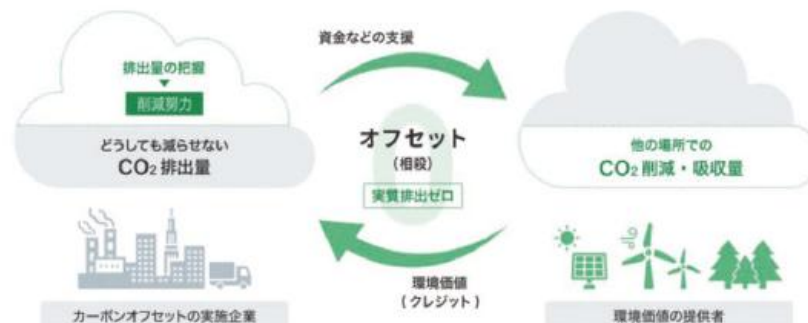 資金などの支援
排出量の把握
削減努力
どうしても減らせない
CO2 排出量
オフセット
(相殺)
実質排出ゼロ
他の場所での
CO2 削減・吸収量
環境価値
(クレジット)
カーボンオフセットの実施企業
環境価値の提供者